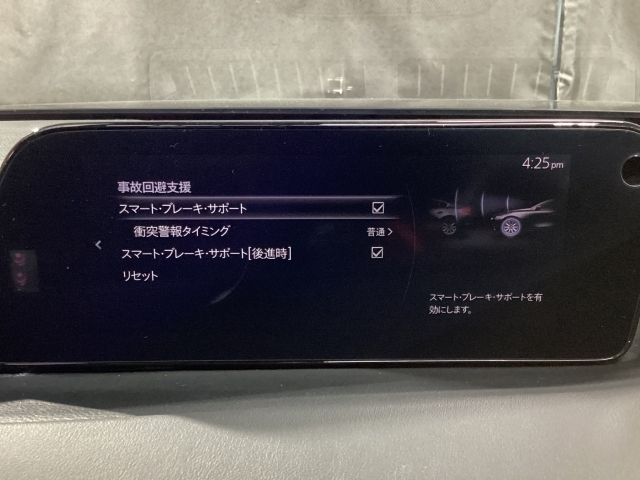 4:25pm
事故回避支援
スマート・ブレーキ・サポート
衝突警報タイミング 普通
スマート・ブレーキ・サポート[後進時]
リセット
スマート・ブレーキ・サポートを有
効にします。